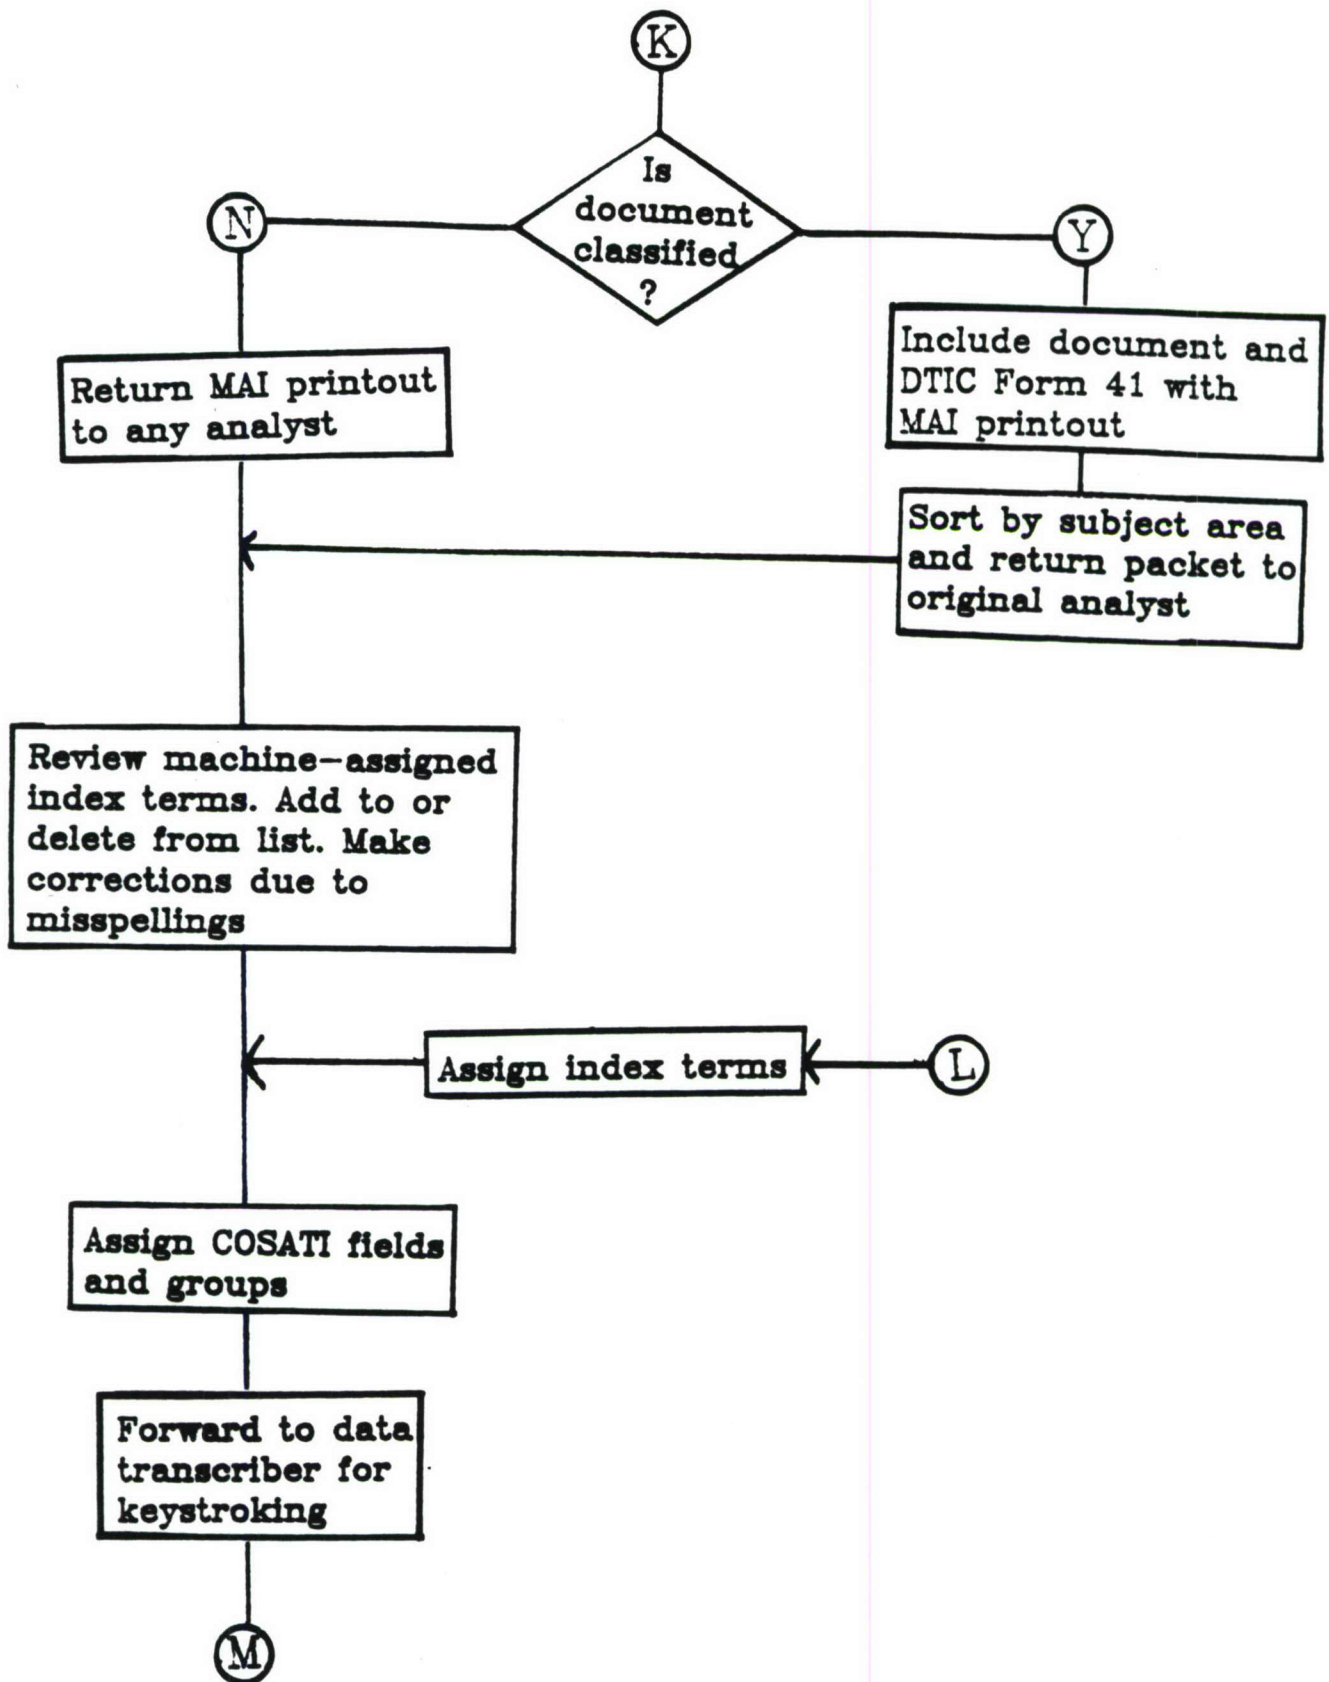 K
Is
document
classified
?
N
Y
Return MAI printout
to any analyst
Include document and
DTIC Form 41 with
MAI printout
Sort by subject area
and return packet to
original analyst
Review machine-assigned
index terms. Add to or
delete from list. Make
corrections due to
misspellings
Assign index terms
L
Assign COSATI fields
and groups
Forward to data
transcriber for
keystroking
M